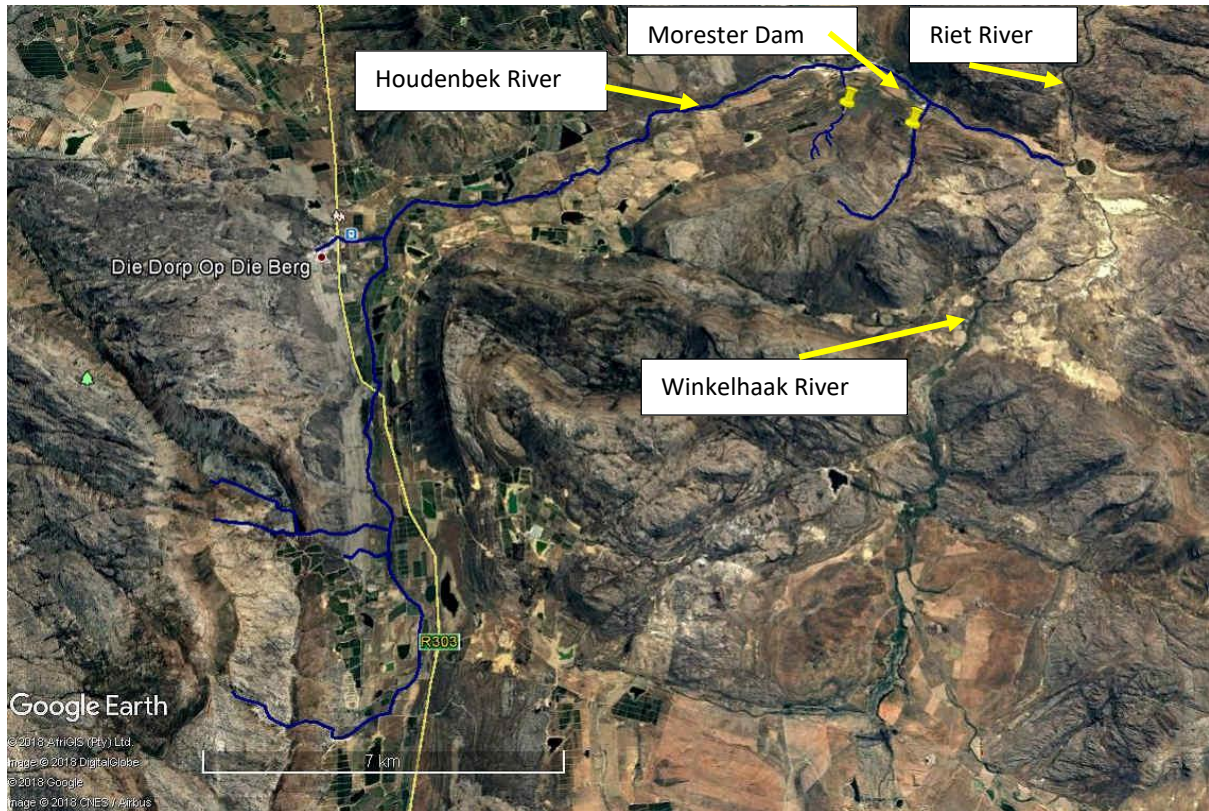 Morester Dam
Riet River
Houdenbek River
Die Dorp Op Die Berg
Winkelhaak River
R303
Google Earth
© 2018 AfriGIS (Pty) Ltd.
Image © 2018 DigitalGlobe
© 2018 Google
Image © 2018 CNES / Airbus
7 km